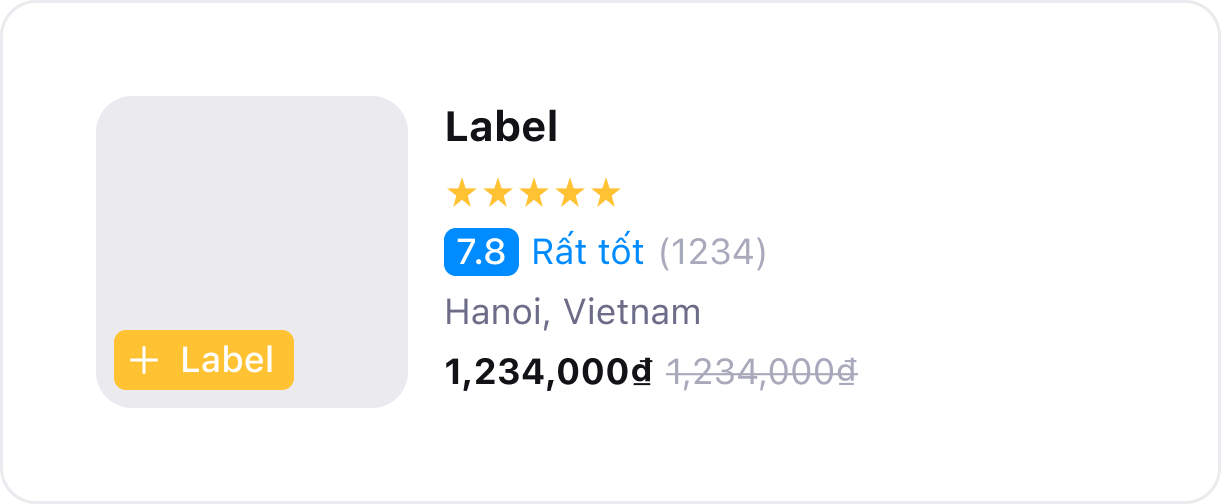 Label
★★★★★
7.8 Rất tốt (1234)
Hanoi, Vietnam
1,234,000₫ 1,234,000₫
+ Label